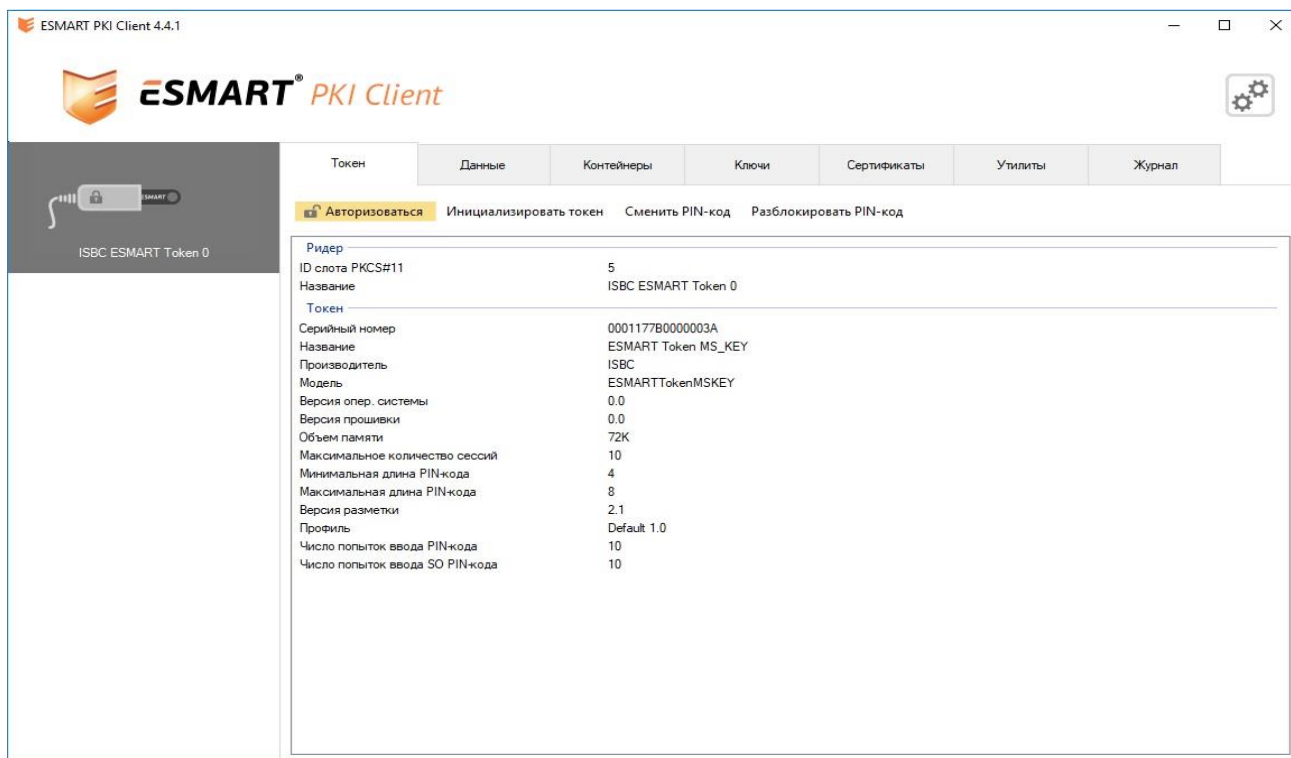 ESMART PKI Client 4.4.1
ESMART® PKI Client
Токен Данные Контейнеры Ключи Сертификаты Утилиты Журнал
ESMART
ISBC ESMART Token 0
Авторизоваться Инициализировать токен Сменить PIN-код Разблокировать PIN-код
Ридер
ID слота PKCS#11 5
Название ISBC ESMART Token 0
Токен
Серийный номер 0001177B0000003A
Название ESMART Token MS_KEY
Производитель ISBC
Модель ESMARTTokenMSKEY
Версия опер. системы 0.0
Версия прошивки 0.0
Объем памяти 72K
Максимальное количество сессий 10
Минимальная длина PIN-кода 4
Максимальная длина PIN-кода 8
Версия разметки 2.1
Профиль Default 1.0
Число попыток ввода PIN-кода 10
Число попыток ввода SO PIN-кода 10